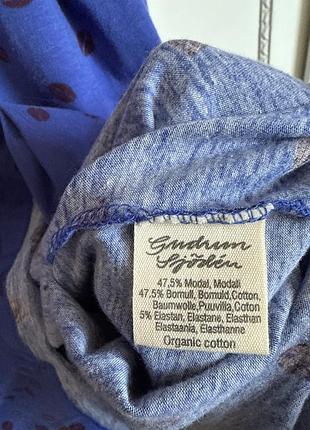 Gudrun
Sjödén
47,5% Modal, Modali
47,5% Bomull, Bomuld,Cotton,
Baumwolle,Puuvilla,Coton
5% Elastan, Elastane, Elasthan
Elastaania, Elasthanne
Organic cotton